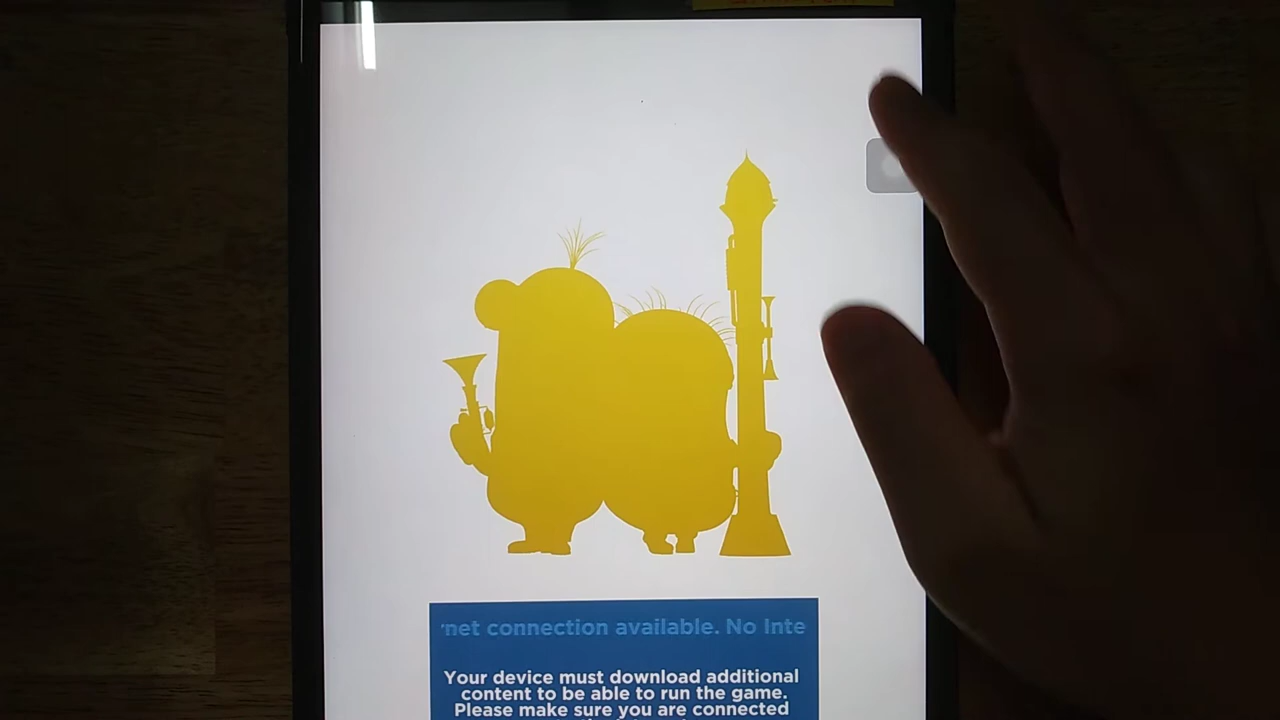 'net connection available. No Inte
Your device must download additional
content to be able to run the game.
Please make sure you are connected